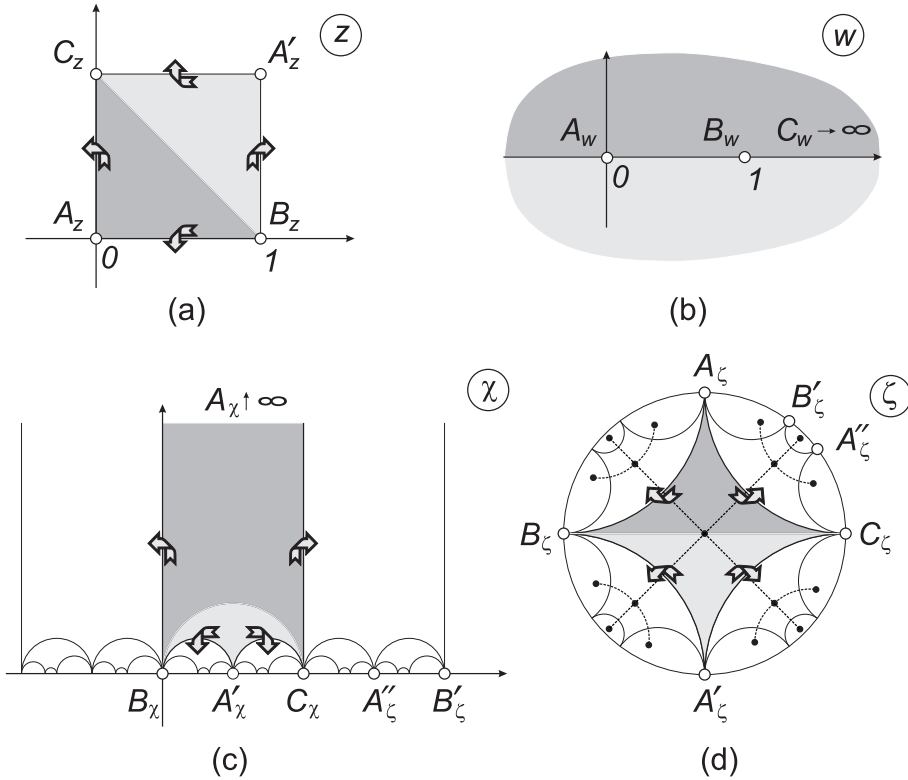 C_z A′_z z
A_z B_z
0 1
(a)
w
A_w B_w C_w → ∞
0 1
(b)
A_χ ↑ ∞ χ
B_χ A′_χ C_χ A″_ζ B′_ζ
(c)
A_ζ ζ
B′_ζ
A″_ζ
B_ζ C_ζ
A′_ζ
(d)